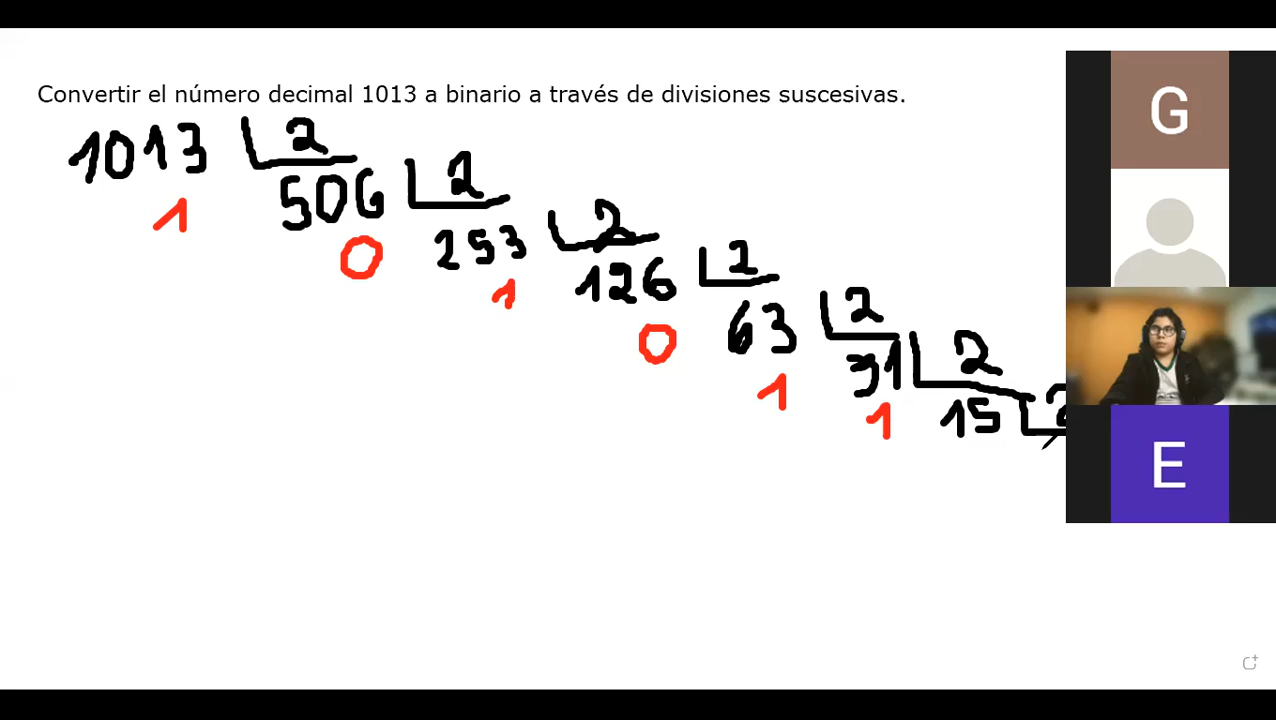 Convertir el número decimal 1013 a binario a través de divisiones suscesivas.
1013 2
1 506 2
0 253 2
1 126 2
0 63 2
1 31 2
1 15 2
G
E